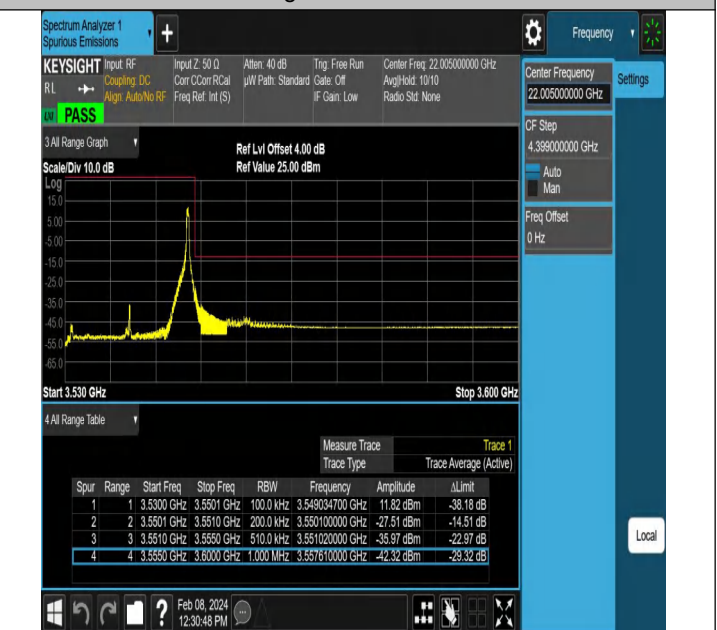 Spectrum Analyzer 1
Spurious Emissions
Frequency
KEYSIGHT Input: RF Input Z: 50 Ω Atten: 40 dB Trig: Free Run Center Freq: 22.005000000 GHz
RL Coupling: DC Corr CCorr RCal µW Path: Standard Gate: Off Avg|Hold: 10/10
Align: Auto/No RF Freq Ref: Int (S) IF Gain: Low Radio Std: None
LXI PASS
Center Frequency
22.005000000 GHz
Settings
CF Step
4.399000000 GHz
Auto
Man
Freq Offset
0 Hz
3 All Range Graph
Ref Lvl Offset 4.00 dB
Scale/Div 10.0 dB Ref Value 25.00 dBm
Log
15.0
5.00
-5.00
-15.0
-25.0
-35.0
-45.0
-55.0
-65.0
Start 3.530 GHz Stop 3.600 GHz
4 All Range Table
Measure Trace Trace 1
Trace Type Trace Average (Active)
Spur Range Start Freq Stop Freq RBW Frequency Amplitude ΔLimit
1 1 3.5300 GHz 3.5501 GHz 100.0 kHz 3.549034700 GHz 11.82 dBm -38.18 dB
2 2 3.5501 GHz 3.5510 GHz 200.0 kHz 3.550100000 GHz -27.51 dBm -14.51 dB
3 3 3.5510 GHz 3.5550 GHz 510.0 kHz 3.551020000 GHz -35.97 dBm -22.97 dB
4 4 3.5550 GHz 3.6000 GHz 1.000 MHz 3.557610000 GHz -42.32 dBm -29.32 dB
Local
Feb 08, 2024
12:30:48 PM